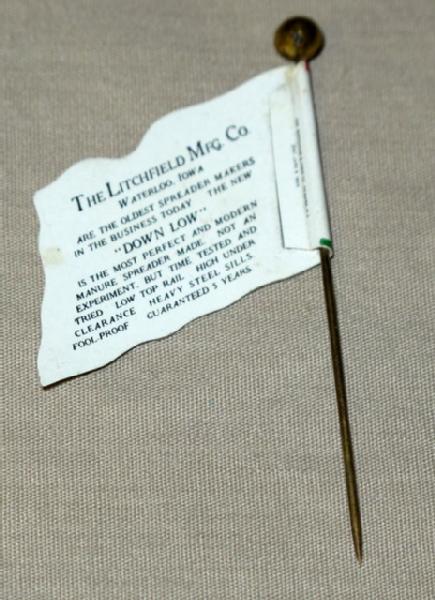 THE LITCHFIELD MFG. CO.
WATERLOO, IOWA
ARE THE OLDEST SPREADER MAKERS
IN THE BUSINESS TODAY THE NEW
"DOWN LOW"
IS THE MOST PERFECT AND MODERN
MANURE SPREADER MADE. NOT AN
EXPERIMENT, BUT TIME TESTED AND
TRIED LOW TOP RAIL HIGH UNDER
CLEARANCE HEAVY STEEL SILLS.
FOOL-PROOF GUARANTEED 5 YEARS